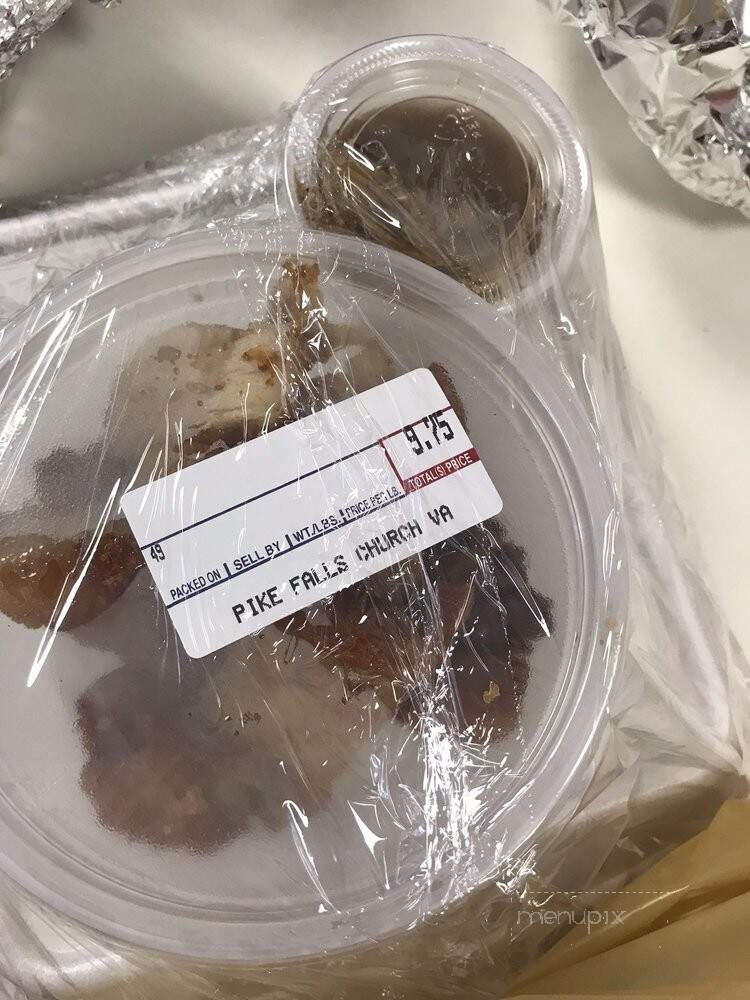 9.75
TOTAL(S) PRICE
49
PACKED ON SELL BY WT./LBS. PRICE PER LB.
PIKE FALLS CHURCH VA
menupix